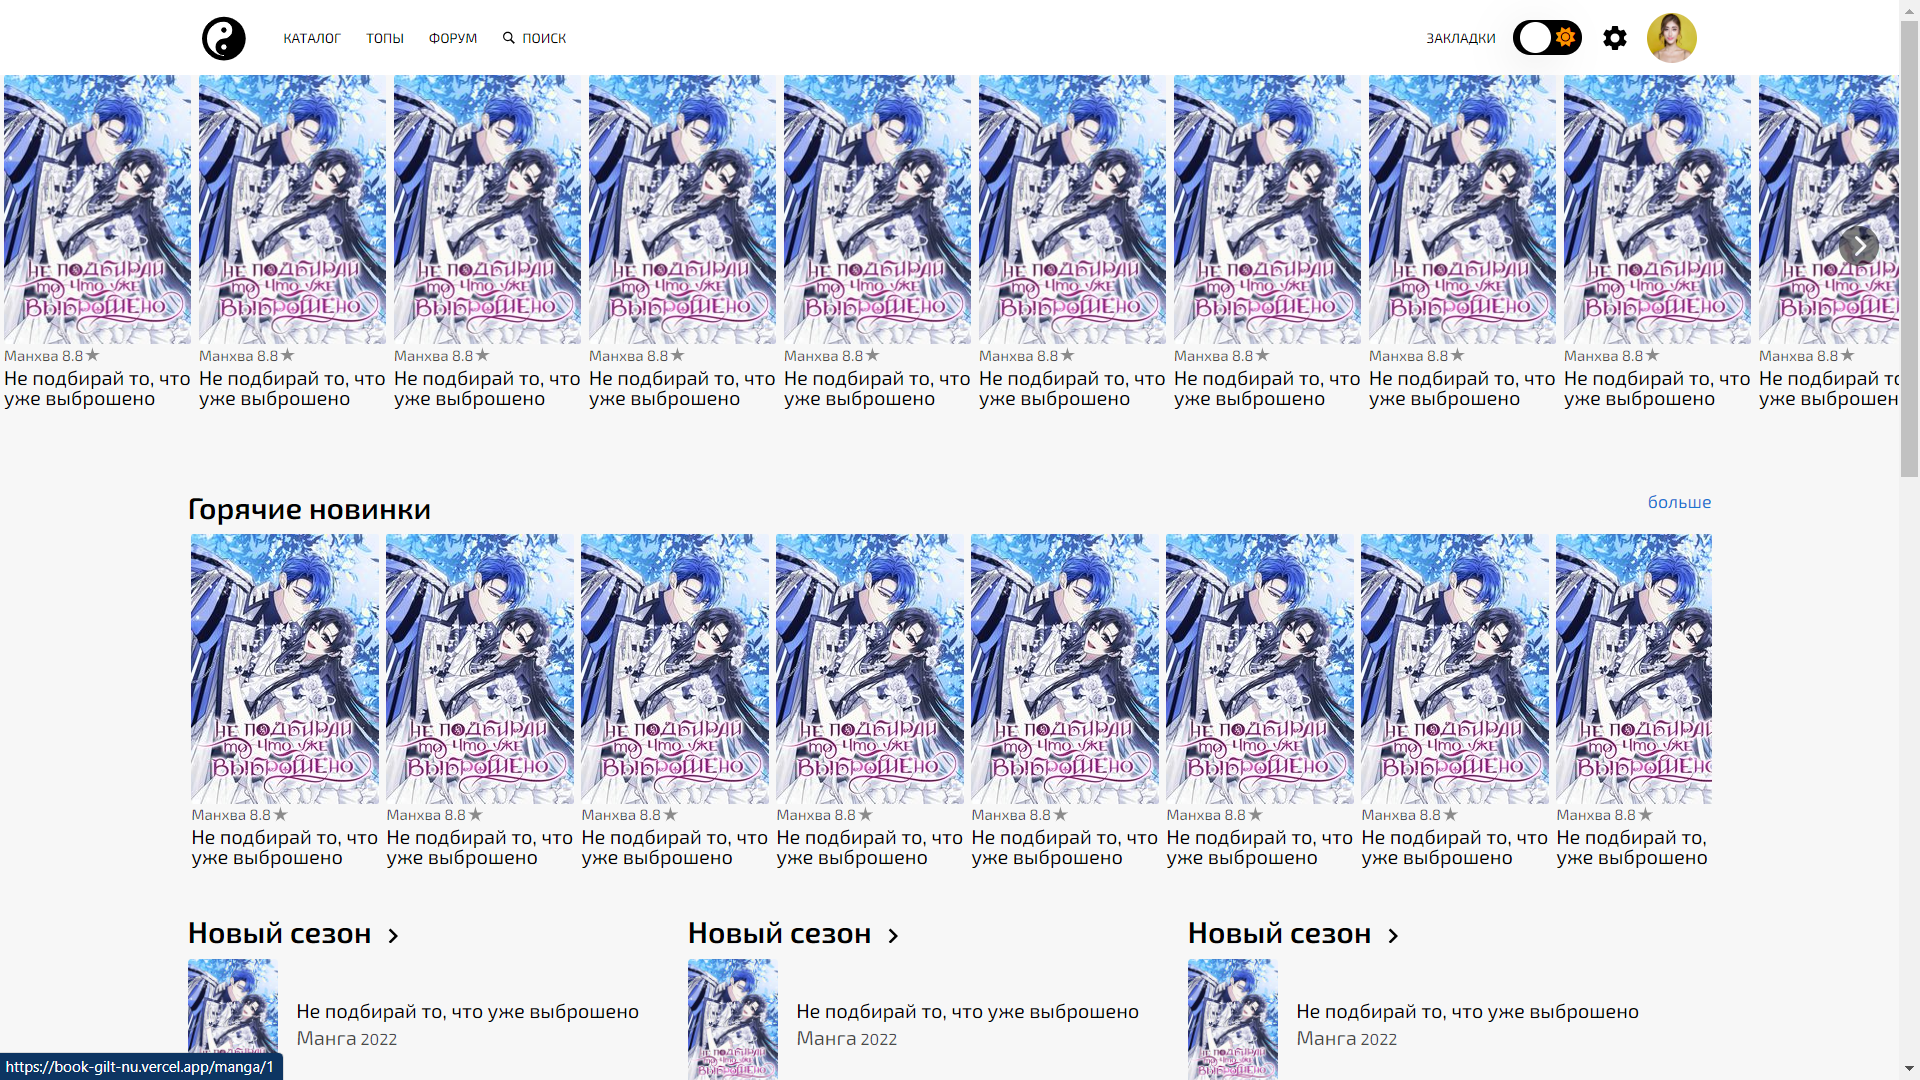 КАТАЛОГ ТОПЫ ФОРУМ ПОИСК ЗАКЛАДКИ
НЕ ПОДБИРАЙ ТО, ЧТО УЖЕ ВЫБРОШЕНО НЕ ПОДБИРАЙ ТО, ЧТО УЖЕ ВЫБРОШЕНО НЕ ПОДБИРАЙ ТО, ЧТО УЖЕ ВЫБРОШЕНО НЕ ПОДБИРАЙ ТО, ЧТО УЖЕ ВЫБРОШЕНО НЕ ПОДБИРАЙ ТО, ЧТО УЖЕ ВЫБРОШЕНО НЕ ПОДБИРАЙ ТО, ЧТО УЖЕ ВЫБРОШЕНО НЕ ПОДБИРАЙ ТО, ЧТО УЖЕ ВЫБРОШЕНО НЕ ПОДБИРАЙ ТО, ЧТО УЖЕ ВЫБРОШЕНО НЕ ПОДБИРАЙ ТО, ЧТО УЖЕ ВЫБРОШЕНО
Манхва 8.8★ Манхва 8.8★ Манхва 8.8★ Манхва 8.8★ Манхва 8.8★ Манхва 8.8★ Манхва 8.8★ Манхва 8.8★ Манхва 8.8★ Манхва 8.8★
Не подбирай то, что Не подбирай то, что Не подбирай то, что Не подбирай то, что Не подбирай то, что Не подбирай то, что Не подбирай то, что Не подбирай то, что Не подбирай то, что Не подбирай
уже выброшено уже выброшено уже выброшено уже выброшено уже выброшено уже выброшено уже выброшено уже выброшено уже выброшено уже
Горячие новинки больше
НЕ ПОДБИРАЙ ТО, ЧТО УЖЕ ВЫБРОШЕНО НЕ ПОДБИРАЙ ТО, ЧТО УЖЕ ВЫБРОШЕНО НЕ ПОДБИРАЙ ТО, ЧТО УЖЕ ВЫБРОШЕНО НЕ ПОДБИРАЙ ТО, ЧТО УЖЕ ВЫБРОШЕНО НЕ ПОДБИРАЙ ТО, ЧТО УЖЕ ВЫБРОШЕНО НЕ ПОДБИРАЙ ТО, ЧТО УЖЕ ВЫБРОШЕНО НЕ ПОДБИРАЙ ТО, ЧТО УЖЕ ВЫБРОШЕНО
Манхва 8.8★ Манхва 8.8★ Манхва 8.8★ Манхва 8.8★ Манхва 8.8★ Манхва 8.8★ Манхва 8.8★ Манхва 8.8★
Не подбирай то, что Не подбирай то, что Не подбирай то, что Не подбирай то, что Не подбирай то, что Не подбирай то, что Не подбирай то, что Не подбирай то,
уже выброшено уже выброшено уже выброшено уже выброшено уже выброшено уже выброшено уже выброшено уже выброшено
Новый сезон Новый сезон Новый сезон
Не подбирай то, что уже выброшено Не подбирай то, что уже выброшено Не подбирай то, что уже выброшено
Манга 2022 Манга 2022 Манга 2022
https://book-gilt-nu.vercel.app/manga/1